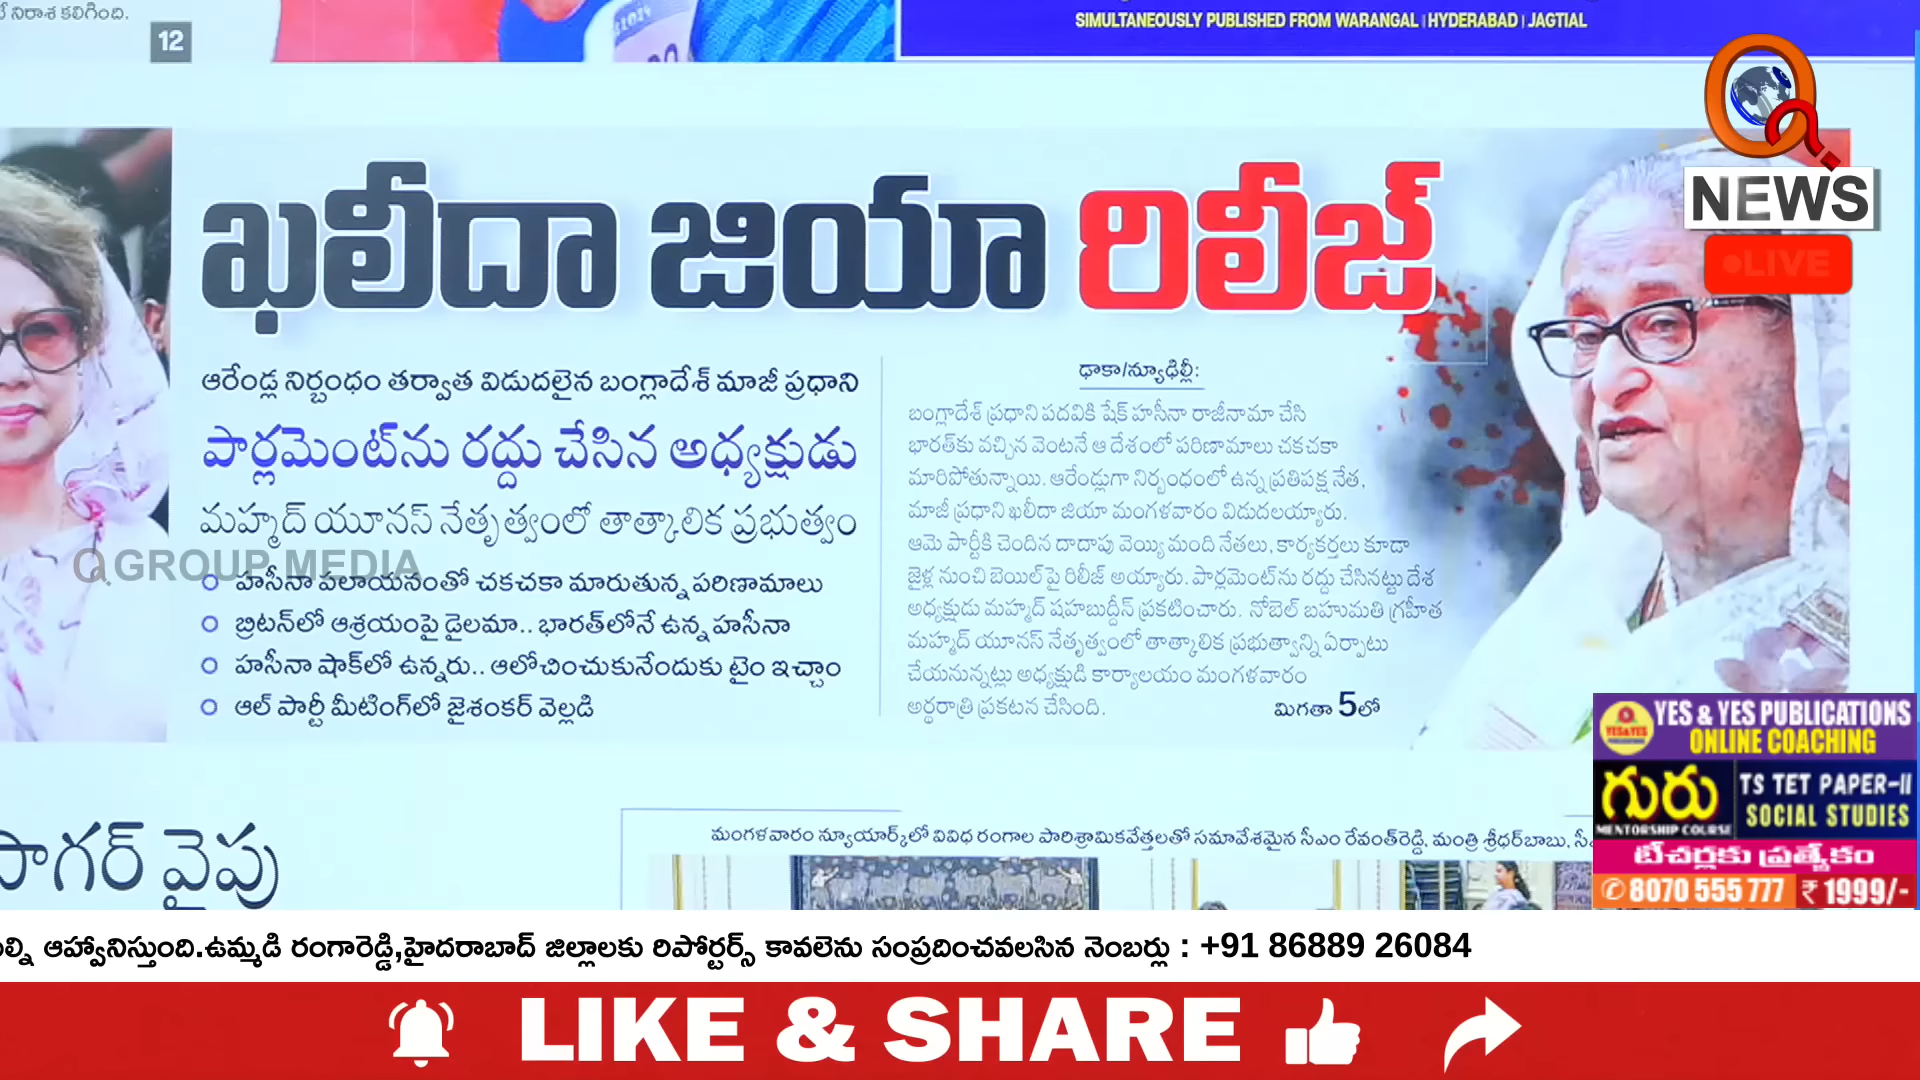 నిరాశ కలిగింది.
12
SIMULTANEOUSLY PUBLISHED FROM WARANGAL | HYDERABAD | JAGTIAL
NEWS
LIVE
ఖలీదా జియా రిలీజ్
ఆరేండ్ల నిర్బంధం తర్వాత విడుదలైన బంగ్లాదేశ్ మాజీ ప్రధాని
పార్లమెంట్‌ను రద్దు చేసిన అధ్యక్షుడు
మహ్మద్ యూనస్ నేతృత్వంలో తాత్కాలిక ప్రభుత్వం
హసీనా పలాయనంతో చకచకా మారుతున్న పరిణామాలు
బ్రిటన్‌లో ఆశ్రయంపై డైలమా.. భారత్‌లోనే ఉన్న హసీనా
హసీనా షాక్‌లో ఉన్నరు.. ఆలోచించుకునేందుకు టైం ఇచ్చాం
ఆల్ పార్టీ మీటింగ్‌లో జైశంకర్ వెల్లడి
GROUP MEDIA
ఢాకా/న్యూఢిల్లీ:
బంగ్లాదేశ్ ప్రధాని పదవికి షేక్ హసీనా రాజీనామా చేసి
భారత్‌కు వచ్చిన వెంటనే ఆ దేశంలో పరిణామాలు చకచకా
మారిపోతున్నాయి. ఆరేండ్లుగా నిర్బంధంలో ఉన్న ప్రతిపక్ష నేత,
మాజీ ప్రధాని ఖలీదా జియా మంగళవారం విడుదలయ్యారు.
ఆమె పార్టీకి చెందిన దాదాపు వెయ్యి మంది నేతలు, కార్యకర్తలు కూడా
జైళ్ల నుంచి బెయిల్‌పై రిలీజ్ అయ్యారు. పార్లమెంట్‌ను రద్దు చేసినట్టు దేశ
అధ్యక్షుడు మహ్మద్ షహబుద్దీన్ ప్రకటించారు. నోబెల్ బహుమతి గ్రహీత
మహ్మద్ యూనస్ నేతృత్వంలో తాత్కాలిక ప్రభుత్వాన్ని ఏర్పాటు
చేయనున్నట్లు అధ్యక్షుడి కార్యాలయం మంగళవారం
అర్ధరాత్రి ప్రకటన చేసింది. మిగతా 5లో
సాగర్ వైపు
మంగళవారం న్యూయార్క్‌లో వివిధ రంగాల పారిశ్రామికవేత్తలతో సమావేశమైన సీఎం రేవంత్‌రెడ్డి, మంత్రి శ్రీధర్‌బాబు,
YES & YES PUBLICATIONS
ONLINE COACHING
గురు
MENTORSHIP COURSE
TS TET PAPER-II
SOCIAL STUDIES
టీచర్లకు ప్రత్యేకం
8070 555 777 ₹ 1999/-
ఆహ్వానిస్తుంది.ఉమ్మడి రంగారెడ్డి,హైదరాబాద్ జిల్లాలకు రిపోర్టర్స్ కావలెను సంప్రదించవలసిన నెంబర్లు : +91 86889 26084
LIKE & SHARE